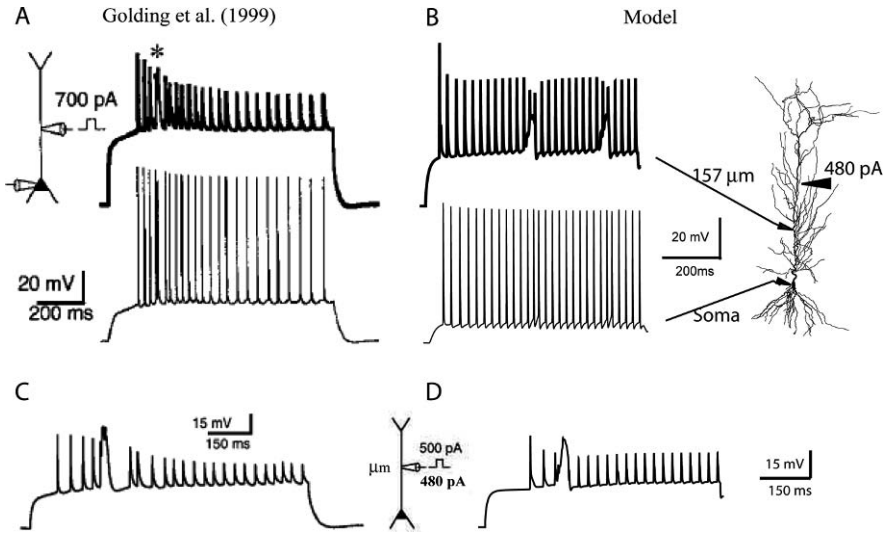 A
Golding et al. (1999)
*
700 pA
20 mV
200 ms
B
Model
157 μm
480 pA
20 mV
200ms
Soma
C
15 mV
150 ms
500 pA
μm
480 pA
D
15 mV
150 ms